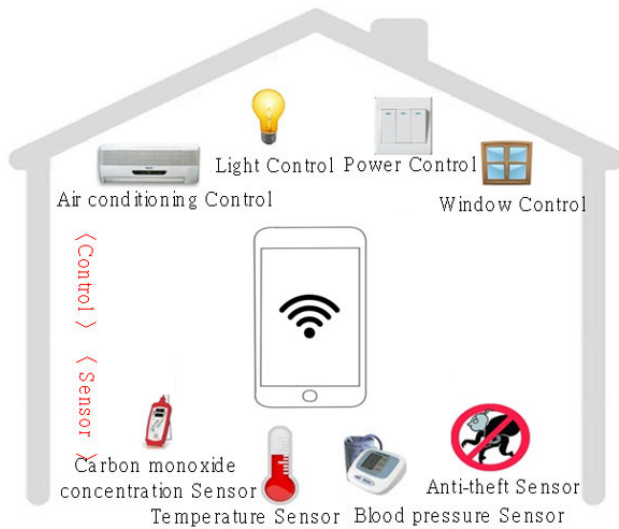 Light Control
Power Control
Air conditioning Control
Window Control
〈Control〉
〈Sensor〉
Carbon monoxide
concentration Sensor
Anti-theft Sensor
Temperature Sensor
Blood pressure Sensor